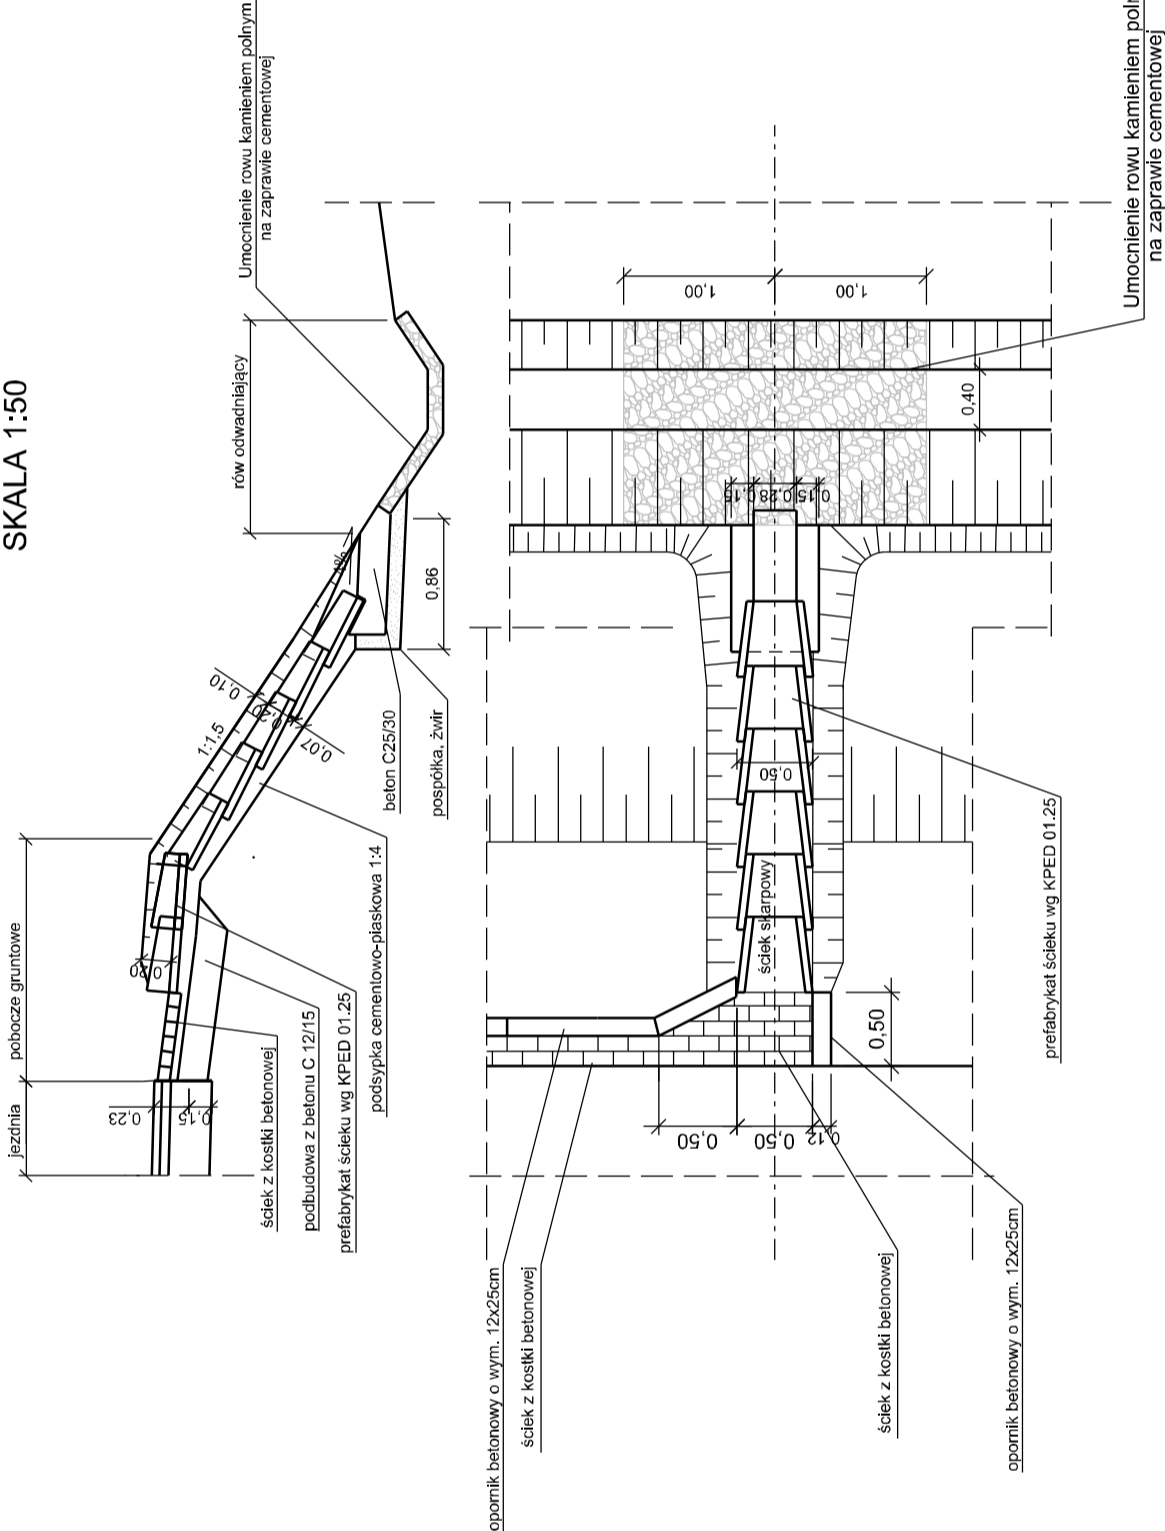 SKALA 1:50
Umocnienie rowu kamieniem polnym
na zaprawie cementowej
rów odwadniający
pobocze gruntowe
jezdnia
4%
0,86
0,10
0,20
0,07
1:1,5
0,20
0,23
0,15
beton C25/30
pospółka, żwir
podsypka cementowo-piaskowa 1:4
prefabrykat ścieku wg KPED 01.25
podbudowa z betonu C 12/15
ściek z kostki betonowej
Umocnienie rowu kamieniem poln
na zaprawie cementowej
1,00
1,00
0,40
0,15
0,28
0,15
0,50
ściek skarpowy
prefabrykat ścieku wg KPED 01.25
0,50
0,50
0,50
0,12
opornik betonowy o wym. 12x25cm
ściek z kostki betonowej
ściek z kostki betonowej
opornik betonowy o wym. 12x25cm